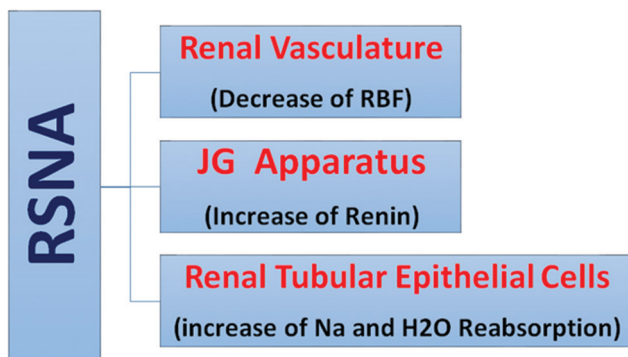 RSNA
Renal Vasculature
(Decrease of RBF)
JG Apparatus
(Increase of Renin)
Renal Tubular Epithelial Cells
(increase of Na and H2O Reabsorption)